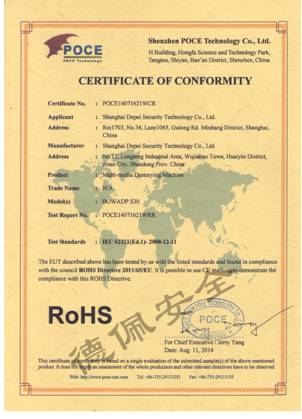 POCE
POCE Technology
Shenzhen POCE Technology Co., Ltd.
H Building, Hongfa Science and Technology Park,
Tangtou, Shiyan, Bao'an District, Shenzhen, China
CERTIFICATE OF CONFORMITY
Certificate No. : POCE14071621WCR
Applicant : Shanghai Depei Security Technology Co., Ltd.
Address : Rm1703, No.34, Lane1065, Gulong Rd. Minhang District, Shanghai,
China
Manufacturer : Shanghai Depei Security Technology Co., Ltd.
Address : No.12, Longteng Industrial Area, Wujiabao Town, Huaiyin District,
Jinan City, Shandong Prov. China
Product : Multi-media Destorying Machine
Trade Name : N/A
Model(s) : BOWADP S30
Test Report No. : POCE14071621WRR
Test Standards : IEC 62321(Ed.1)- 2008-12-11
The EUT described above has been tested by us with the listed standards and found in compliance
with the council ROHS Directive 2011/65/EU. It is possible to use CE marking to demonstrate the
compliance with this ROHS Directive.
RoHS
POCE
德佩安全
For Chief Executive / Jerry Yang
Date: Aug. 11, 2014
This certificate of conformity is based on a single evaluation of the submitted sample(s) of the above mentioned
product. It does not imply an assessment of the whole production and other relevant directives have to be observed
Web: http://www.poce-cert.com Tel: +86-755-29113252 Fax: +86-755-29113135